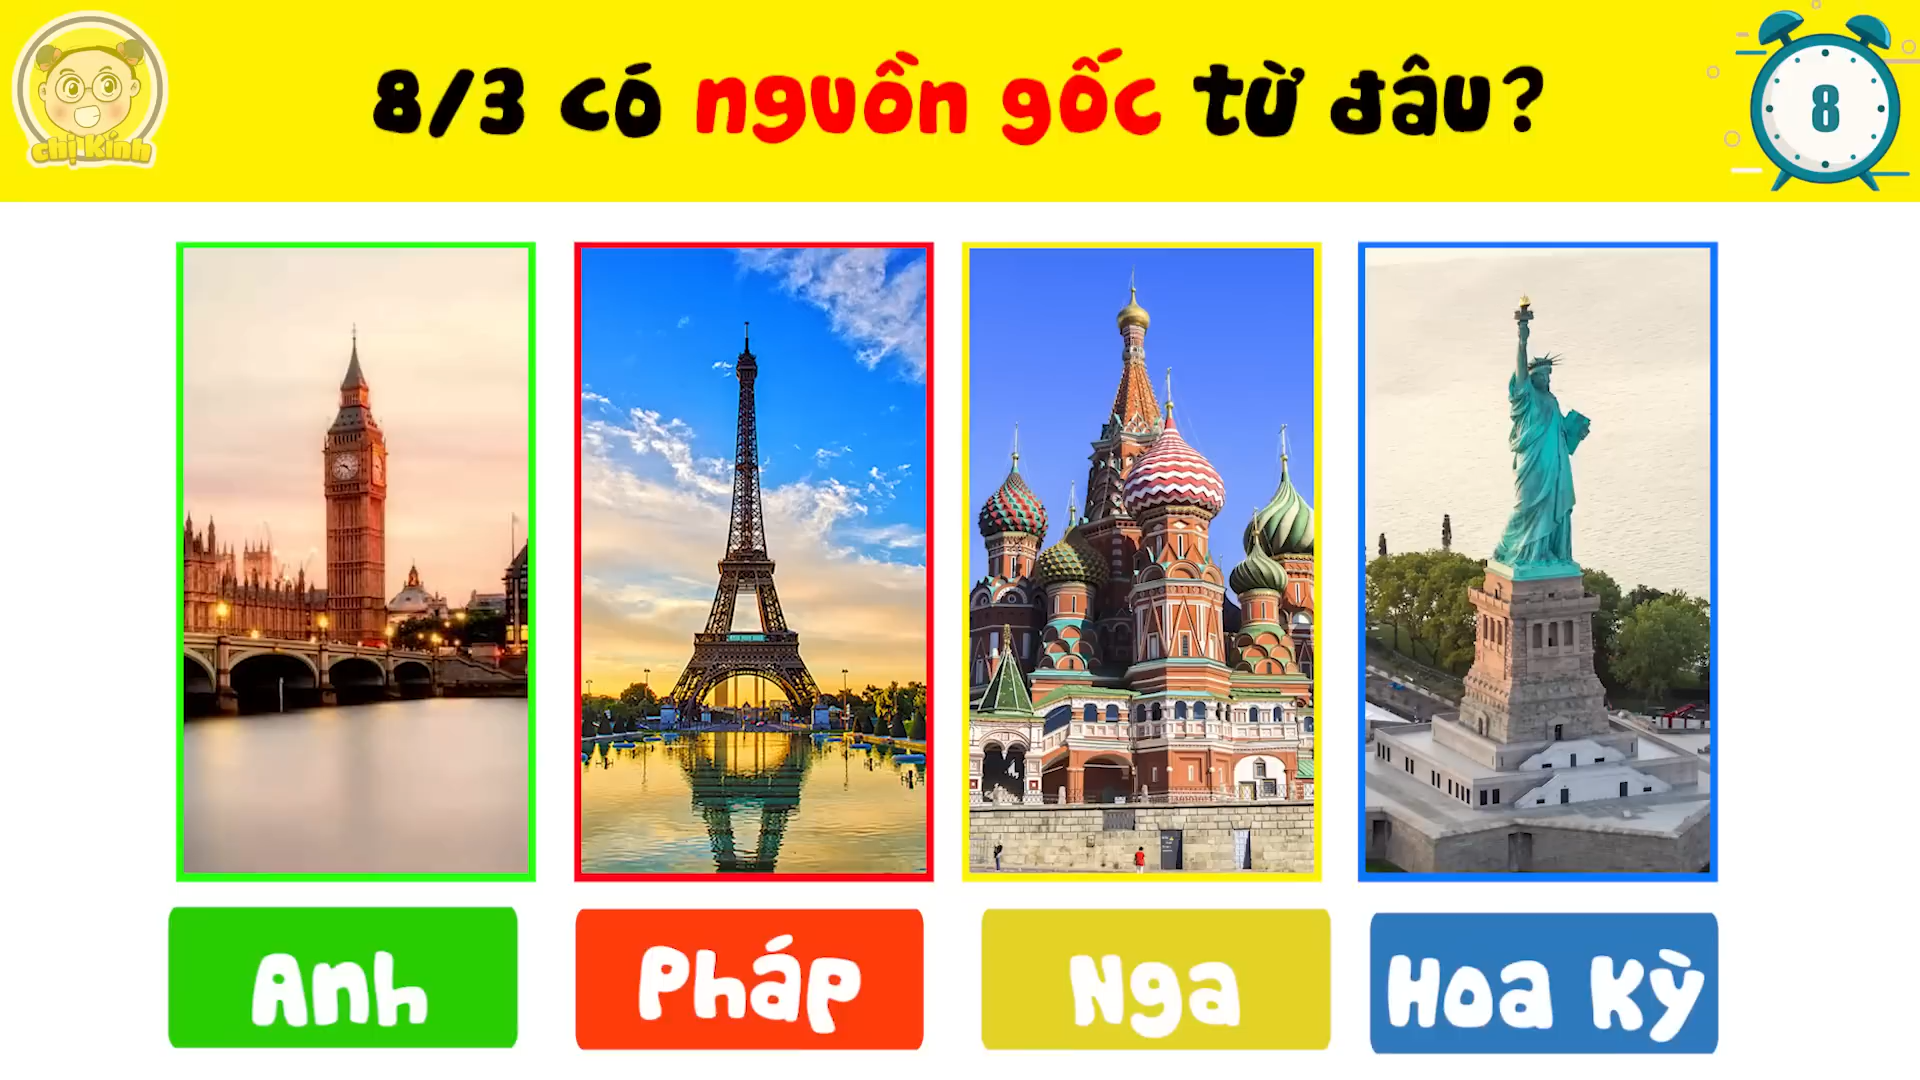 chị Kính
8/3 có nguồn gốc từ đâu?
8
Anh
Pháp
Nga
Hoa Kỳ